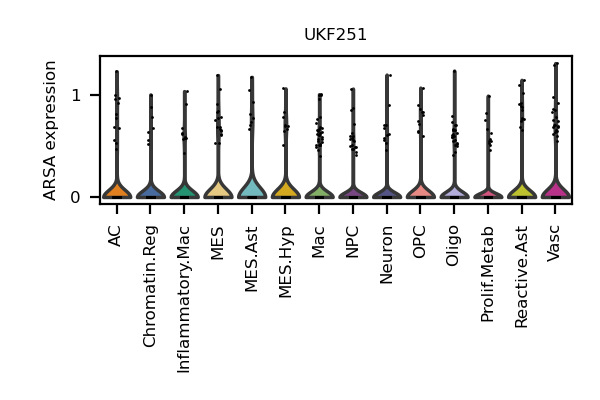 UKF251
ARSA expression
1
0
AC
Chromatin.Reg
Inflammatory.Mac
MES
MES.Ast
MES.Hyp
Mac
NPC
Neuron
OPC
Oligo
Prolif.Metab
Reactive.Ast
Vasc